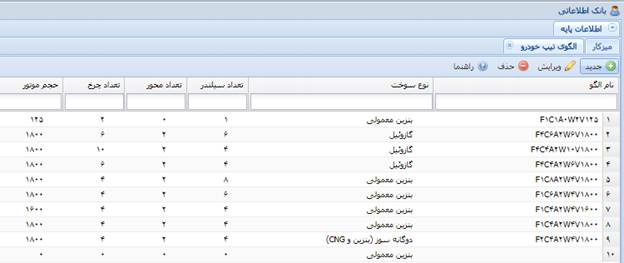 بانک اطلاعاتی
اطلاعات پایه
میزکار الگوی تیپ خودرو
جدید ویرایش حذف راهنما
نام الگو نوع سوخت تعداد سیلندر تعداد محور تعداد چرخ حجم موتور
۱ F۱C۱A۰W۲V۱۲۵ بنزین معمولی ۱ ۰ ۲ ۱۲۵
۲ F۴C۶A۲W۶V۱۸۰۰ گازوئیل ۶ ۲ ۶ ۱۸۰۰
۳ F۴C۴A۲W۱۰V۱۸۰۰ گازوئیل ۴ ۲ ۱۰ ۱۸۰۰
۴ F۴C۴A۲W۶V۱۸۰۰ گازوئیل ۴ ۲ ۶ ۱۸۰۰
۵ F۱C۸A۲W۴V۱۸۰۰ بنزین معمولی ۸ ۲ ۴ ۱۸۰۰
۶ F۱C۶A۲W۴V۱۸۰۰ بنزین معمولی ۶ ۲ ۴ ۱۸۰۰
۷ F۱C۴A۲W۴V۱۶۰۰ بنزین معمولی ۴ ۲ ۴ ۱۶۰۰
۸ F۱C۴A۲W۴V۱۸۰۰ بنزین معمولی ۴ ۲ ۴ ۱۸۰۰
۹ F۲C۴A۲W۴V۱۸۰۰ دوگانه سوز (بنزین و CNG) ۴ ۲ ۴ ۱۸۰۰
۱۰ بنزین معمولی ۰ ۰ ۰ ۰